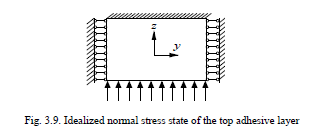 z
y
Fig. 3.9. Idealized normal stress state of the top adhesive layer